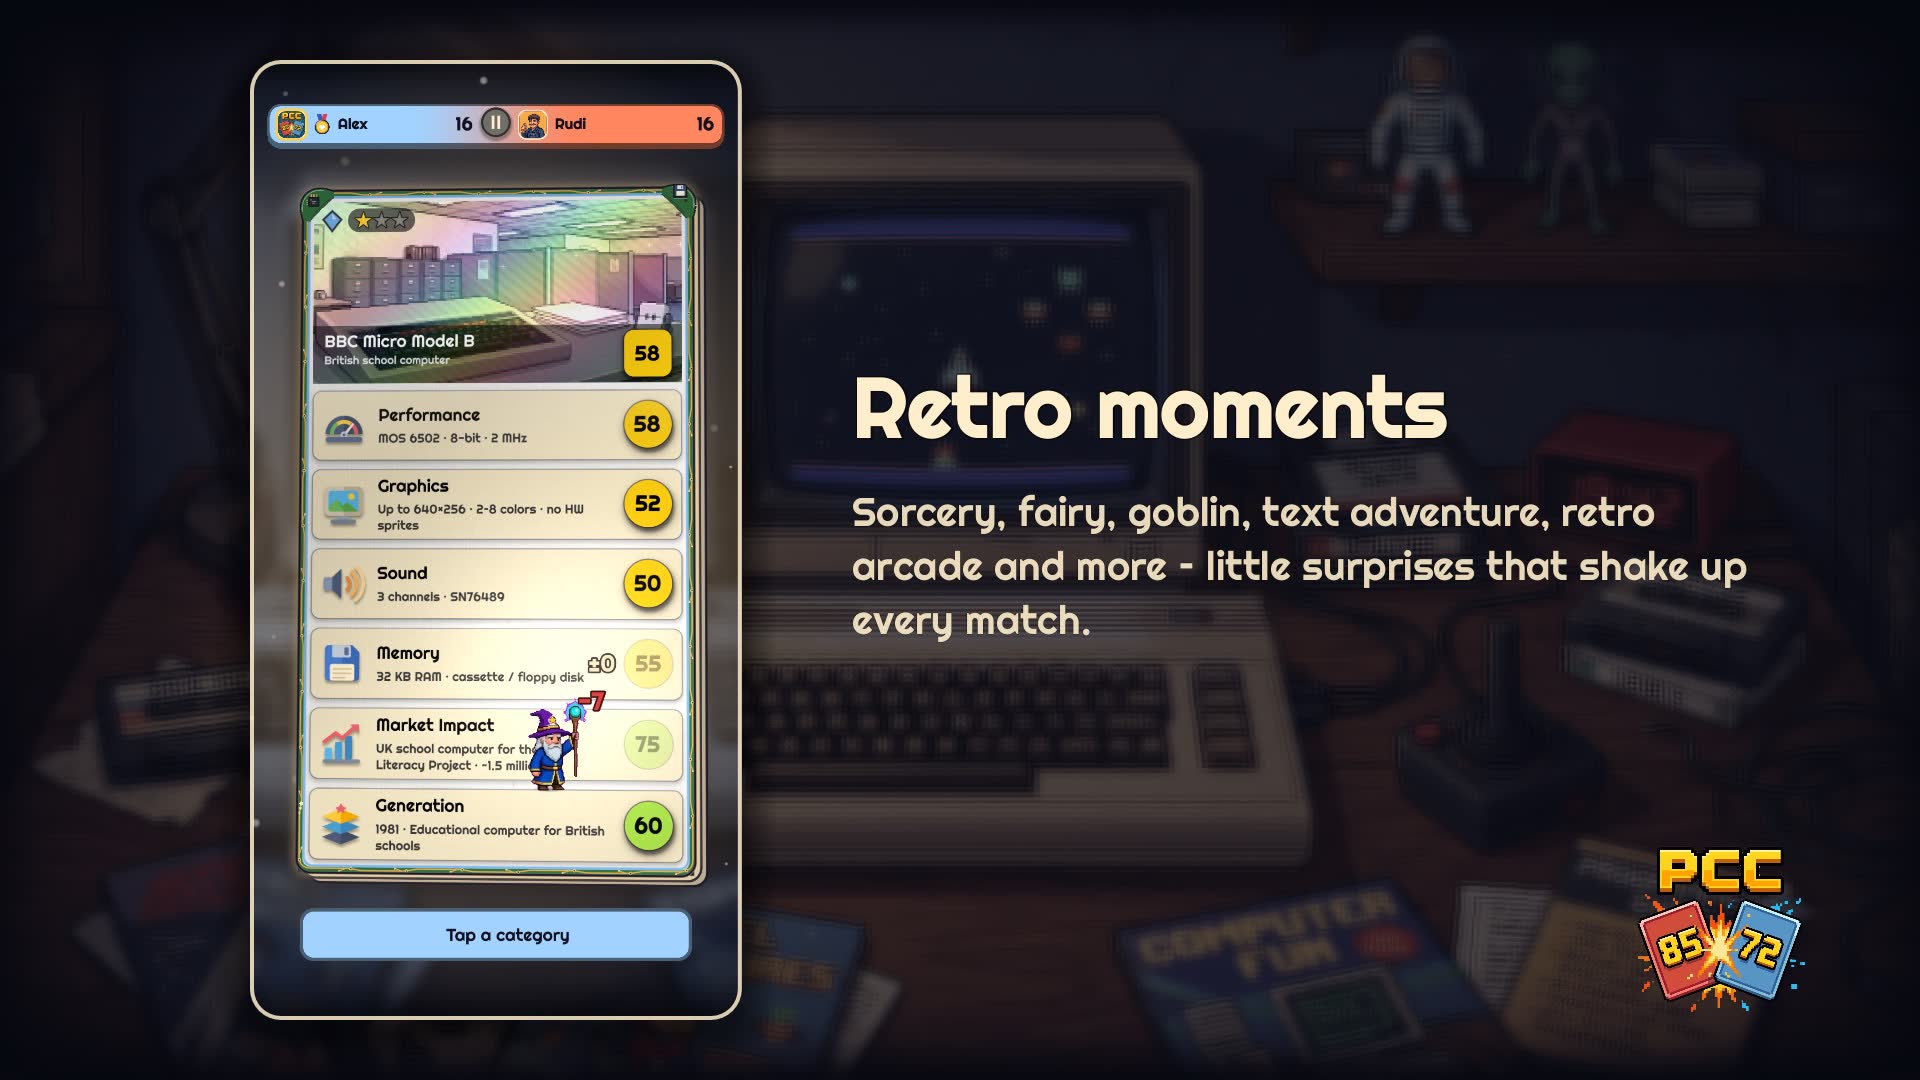 PCC
Alex
16
Rudi
16
BBC Micro Model B
British school computer
58
Performance
MOS 6502 · 8-bit · 2 MHz
58
Graphics
Up to 640×256 · 2-8 colors · no HW
sprites
52
Sound
3 channels · SN76489
50
Memory
32 KB RAM · cassette / floppy disk
±0
55
-7
Market Impact
UK school computer for the
Literacy Project · ~1.5
75
Generation
1981 · Educational computer for British
schools
60
Tap a category
Retro moments
Sorcery, fairy, goblin, text adventure, retro
arcade and more - little surprises that shake up
every match.
COMPUTER
FUN
PCC
85
72